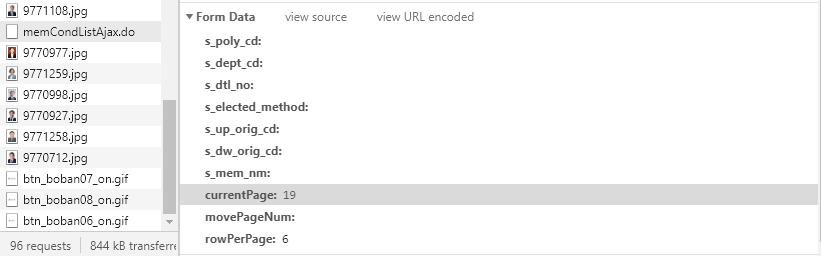 9771108.jpg
memCondListAjax.do
9770977.jpg
9771259.jpg
9770998.jpg
9770927.jpg
9771258.jpg
9770712.jpg
btn_boban07_on.gif
btn_boban08_on.gif
btn_boban06_on.gif
96 requests
844 kB transferre
Form Data view source view URL encoded
s_poly_cd:
s_dept_cd:
s_dtl_no:
s_elected_method:
s_up_orig_cd:
s_dw_orig_cd:
s_mem_nm:
currentPage: 19
movePageNum:
rowPerPage: 6